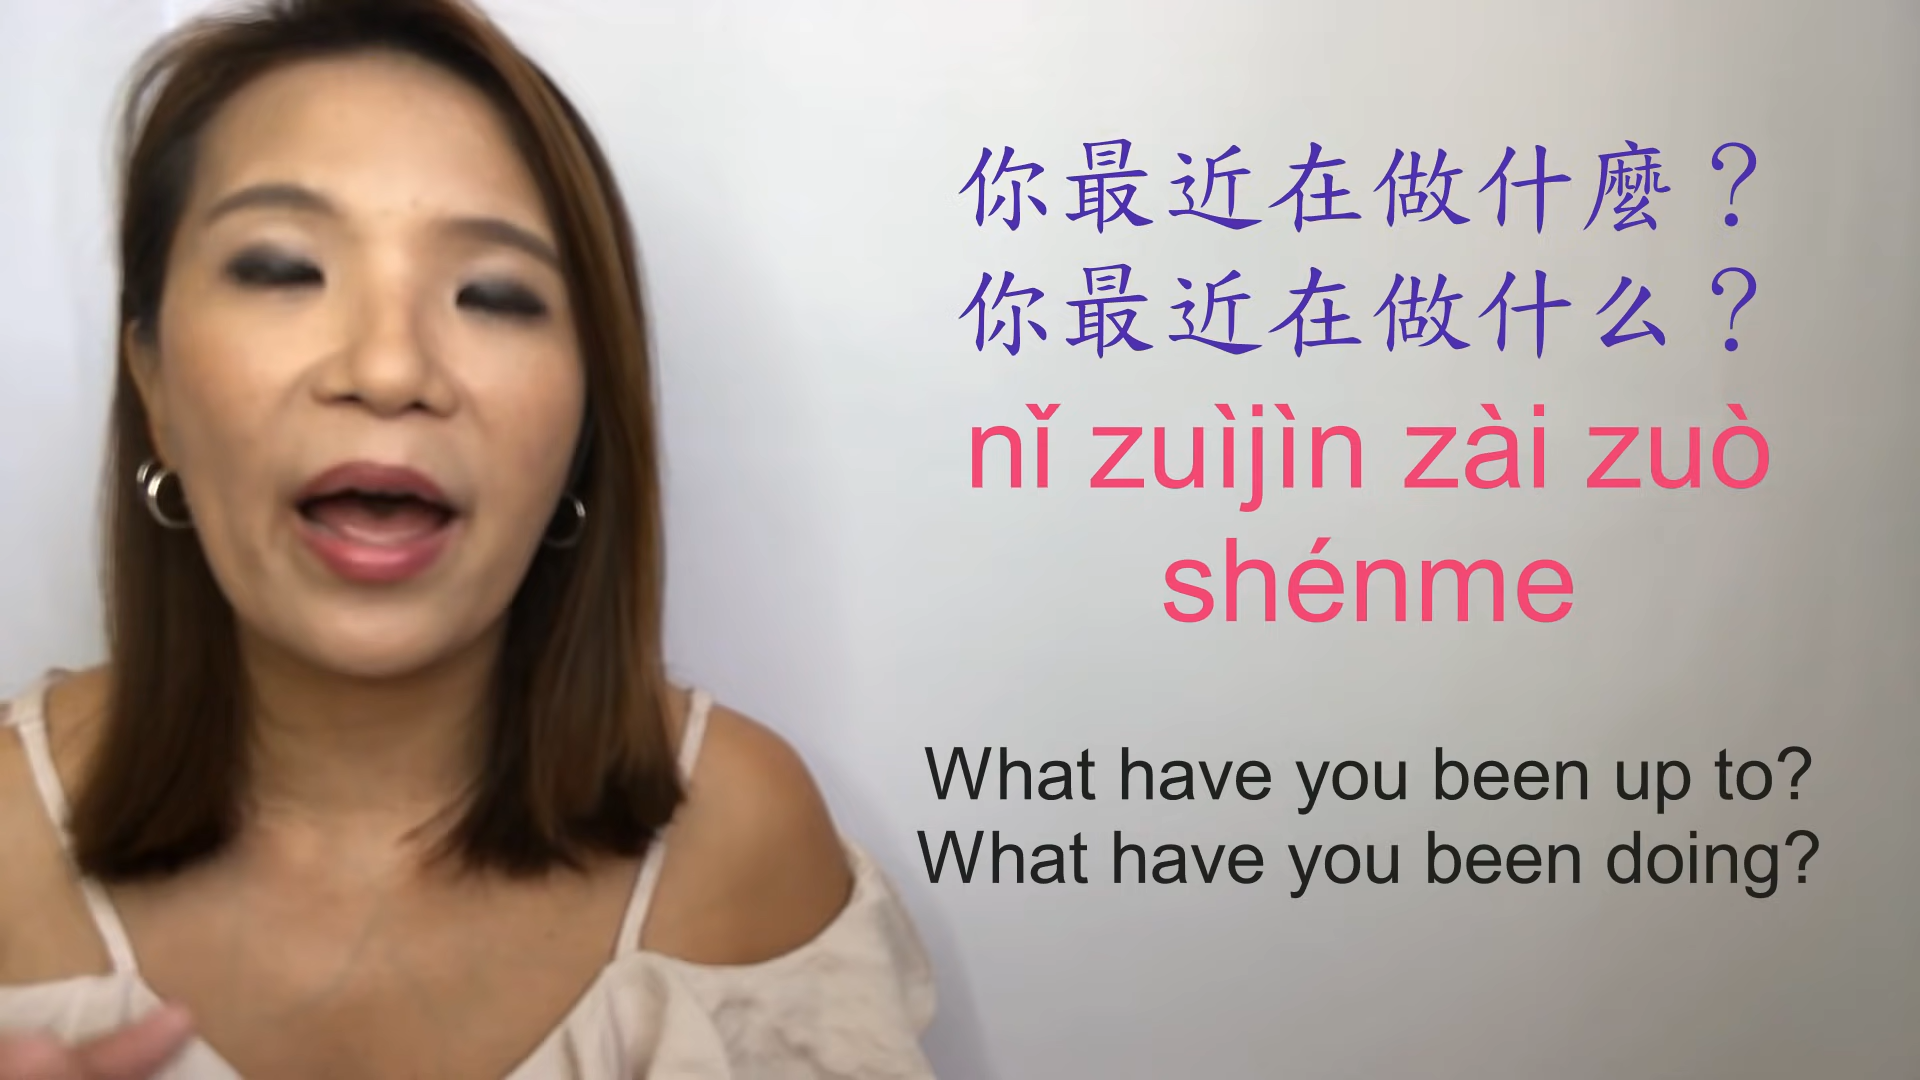 你最近在做什麼？
你最近在做什么？
nǐ zuìjìn zài zuò
shénme
What have you been up to?
What have you been doing?